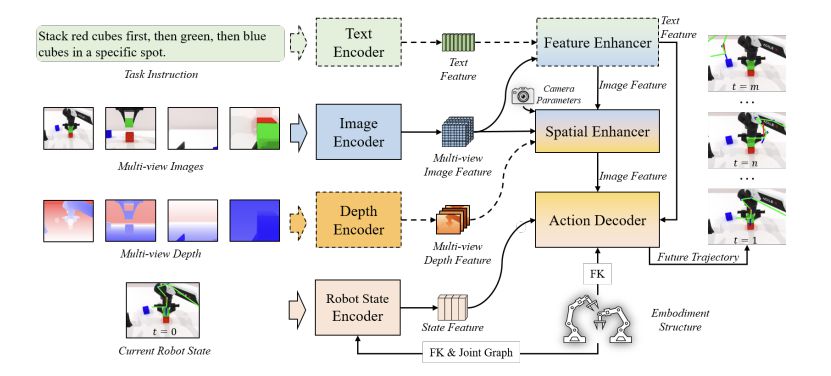 Stack red cubes first, then green, then blue
cubes in a specific spot.
Task Instruction
Text
Encoder
Text
Feature
Feature Enhancer
Text
Feature
Image Feature
Camera
Parameters
Multi-view Images
Image
Encoder
Multi-view
Image Feature
Spatial Enhancer
Image Feature
Multi-view Depth
Depth
Encoder
Multi-view
Depth Feature
Action Decoder
Future Trajectory
t = m
...
t = n
...
t = 1
t = 0
Current Robot State
Robot State
Encoder
State Feature
FK
FK & Joint Graph
Embodiment
Structure